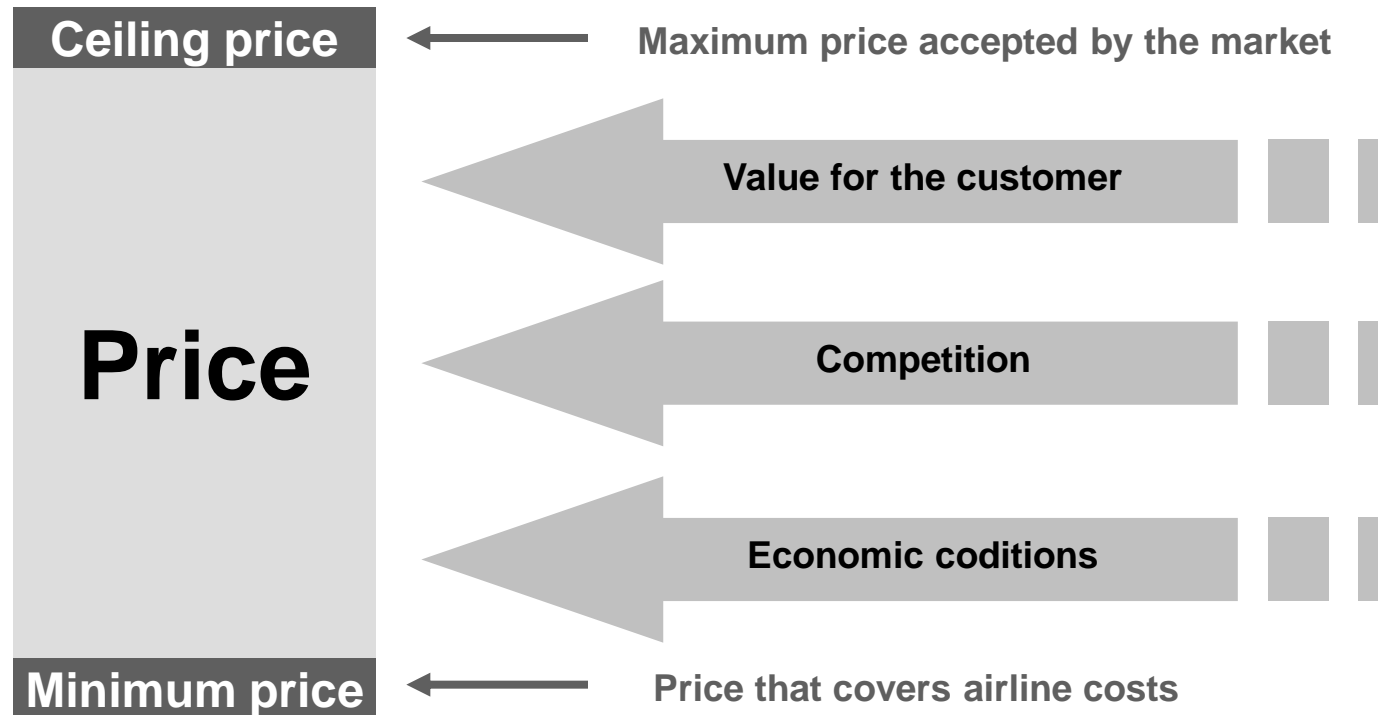 Ceiling price
Maximum price accepted by the market
Value for the customer
Price
Competition
Economic coditions
Minimum price
Price that covers airline costs